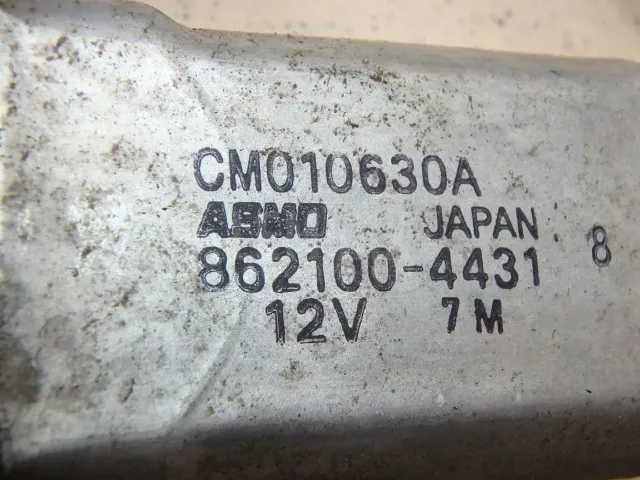 CM010630A
ASMO JAPAN
862100-4431 8
12V 7M